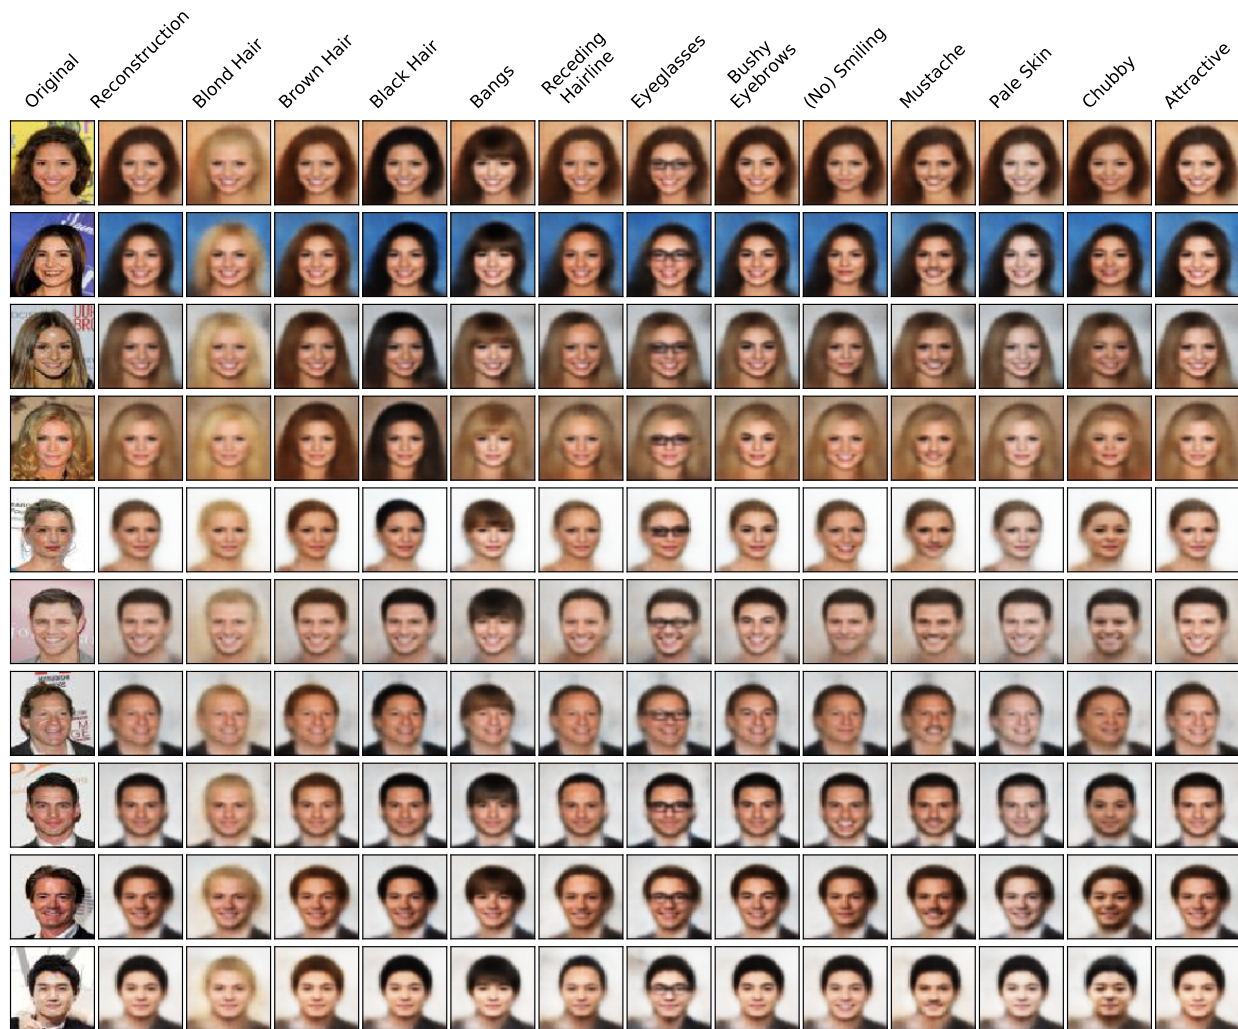 Original
Reconstruction
Blond Hair
Brown Hair
Black Hair
Bangs
Receding
Hairline
Eyeglasses
Bushy
Eyebrows
(No) Smiling
Mustache
Pale Skin
Chubby
Attractive